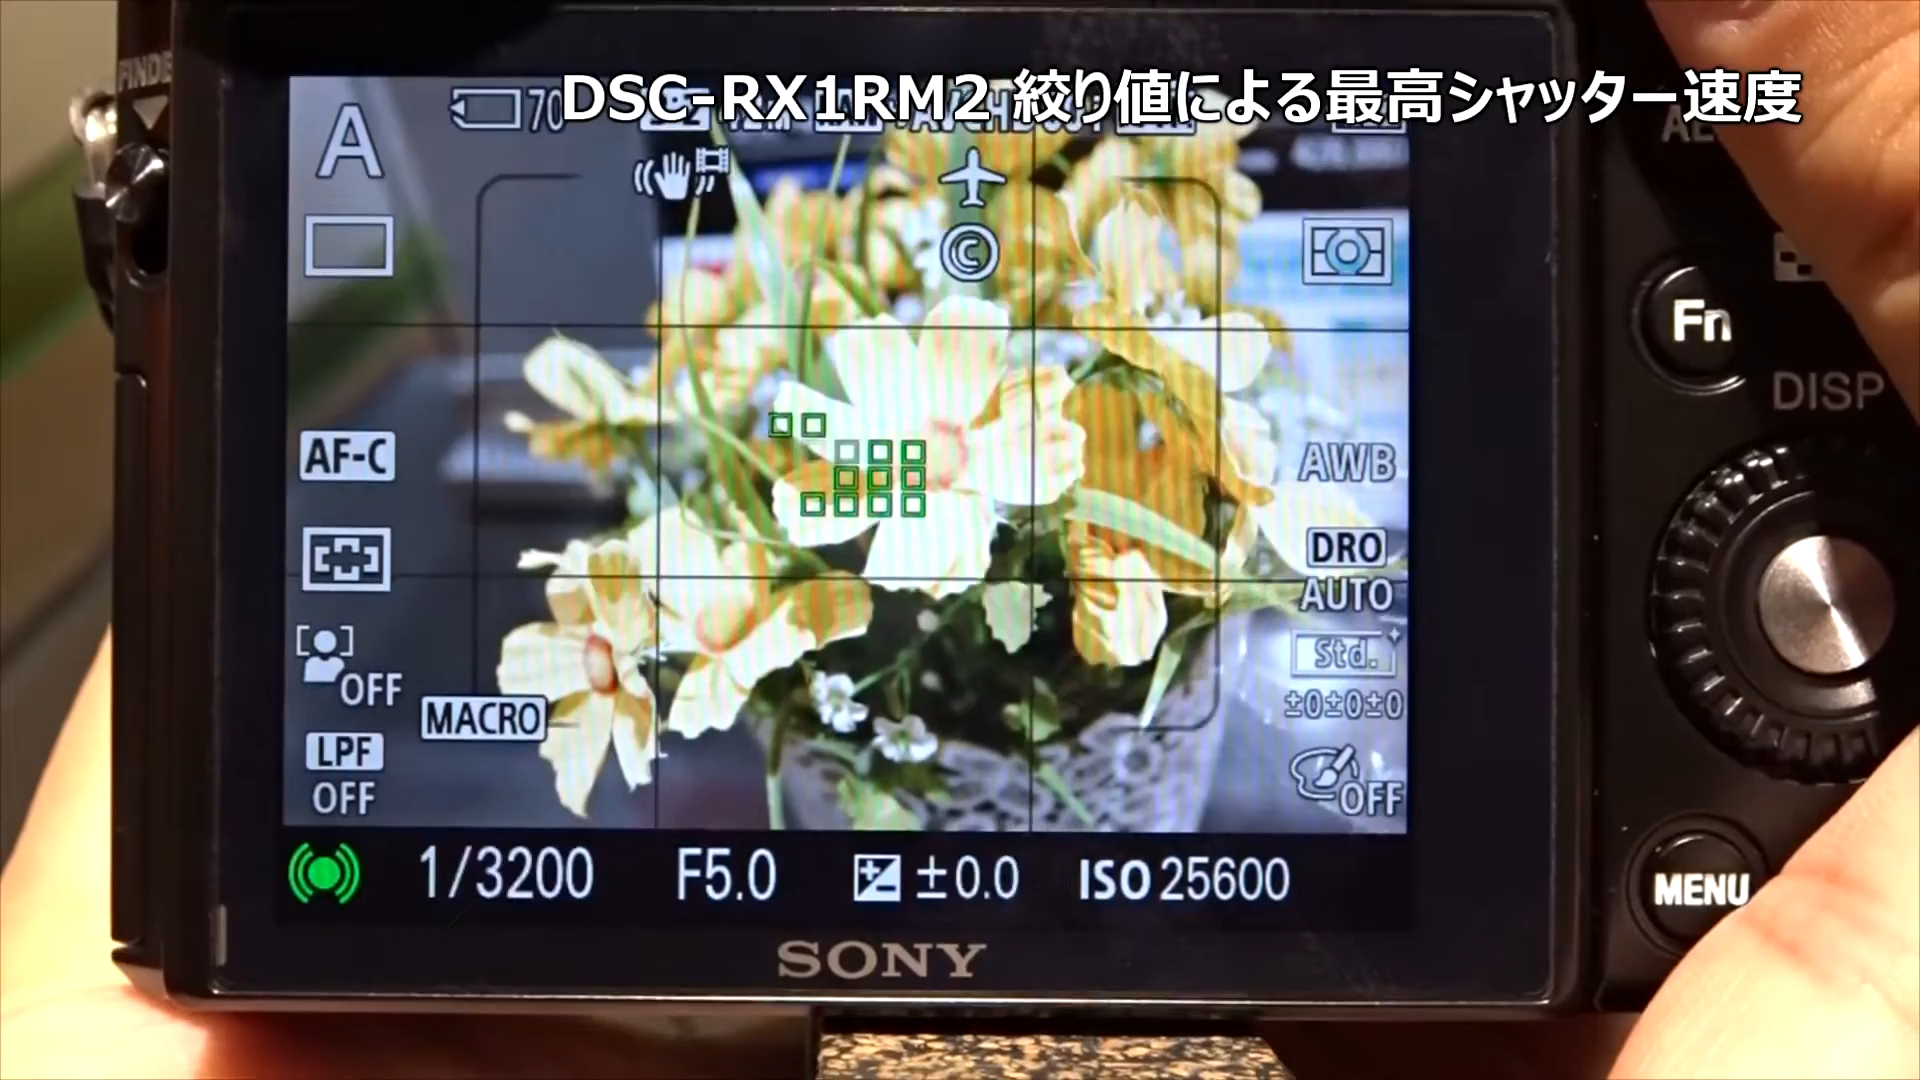 DSC-RX1RM2 絞り値による最高シャッター速度
FINDE
A
70
AF-C
OFF
MACRO
LPF
OFF
AWB
DRO
AUTO
Std.
±0±0±0
OFF
1/3200 F5.0 ±0.0 ISO 25600
SONY
Fn
DISP
MENU